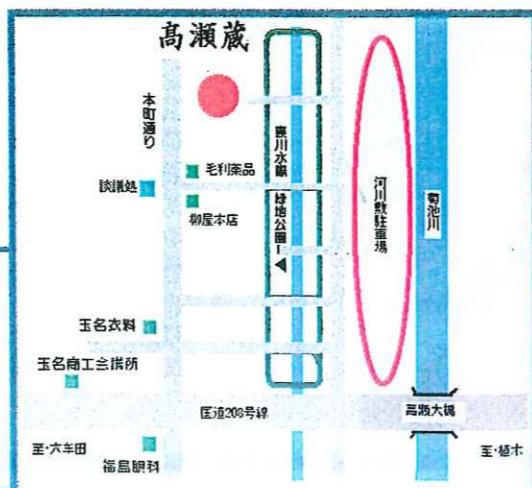 髙瀬蔵
本町通り
毛利薬品
談議処
柳屋本店
裏川水際
緑地公園
河川敷駐車場
菊池川
玉名衣料
玉名商工会議所
国道208号線
高瀬大橋
至・六本田
福島眼科
至・植木